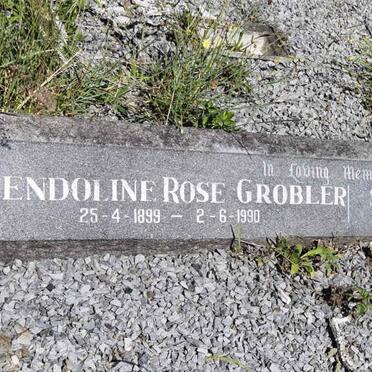 In Loving Mem
ENDOLINE ROSE GROBLER
25-4-1899 – 2-6-1990